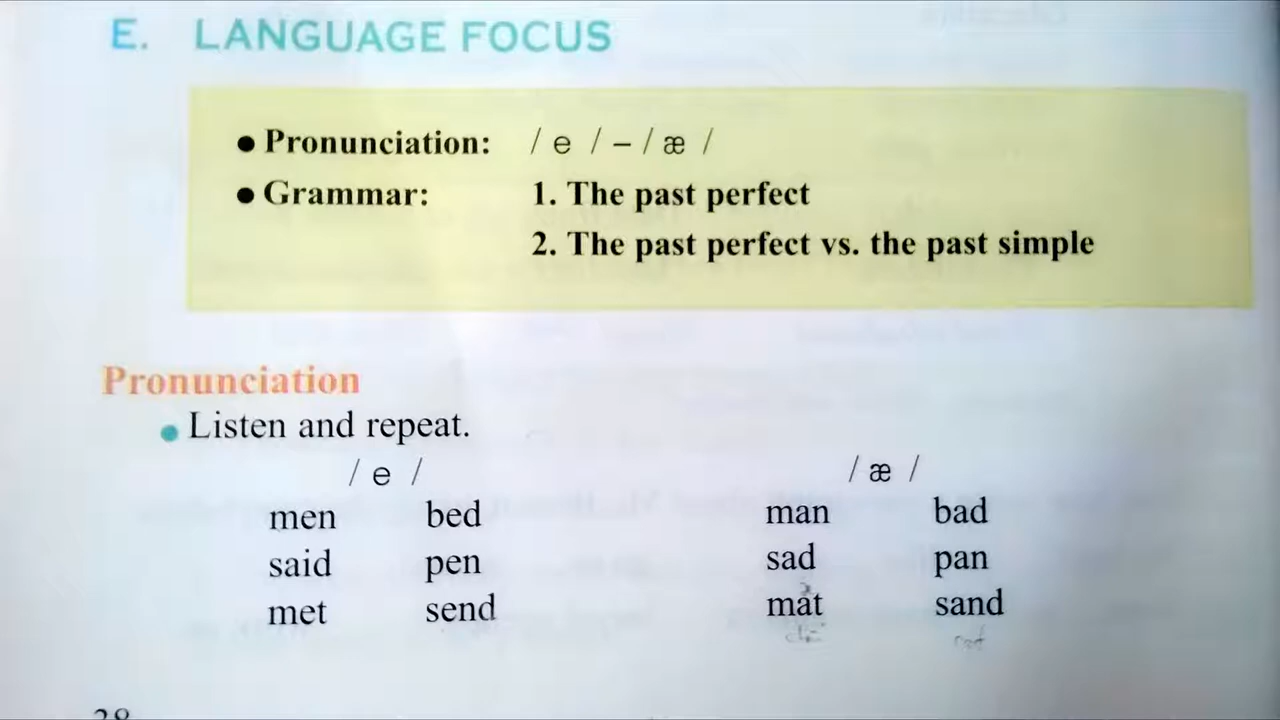 E. LANGUAGE FOCUS
● Pronunciation: / e / – / æ /
● Grammar: 1. The past perfect
2. The past perfect vs. the past simple
Pronunciation
● Listen and repeat.
/ e / / æ /
men bed man bad
said pen sad pan
met send mat sand